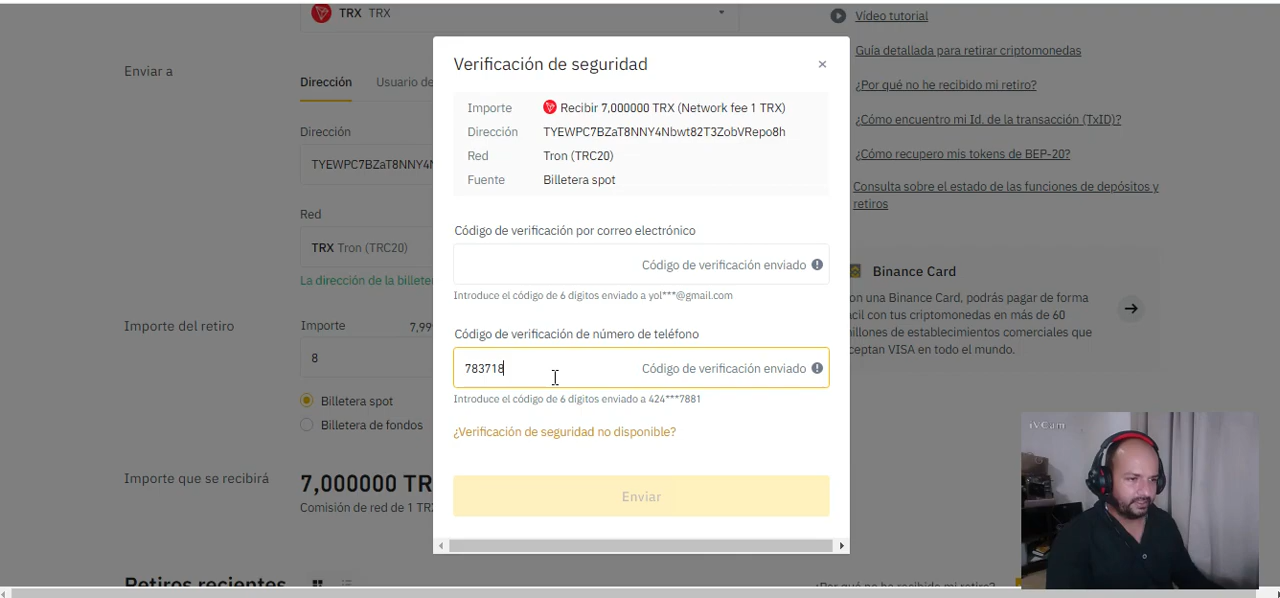 TRX TRX
Enviar a
Dirección Usuario de
Dirección
TYEWPC7BZaT8NNY4N
Red
TRX Tron (TRC20)
La dirección de la billete
Importe del retiro
Importe 7,99
8
Billetera spot
Billetera de fondos
Importe que se recibirá
7,000000 TR
Comisión de red de 1 TR
Retiros recientes
Verificación de seguridad
×
Importe Recibir 7,000000 TRX (Network fee 1 TRX)
Dirección TYEWPC7BZaT8NNY4Nbwt82T3ZobVRepo8h
Red Tron (TRC20)
Fuente Billetera spot
Código de verificación por correo electrónico
Código de verificación enviado
Introduce el código de 6 dígitos enviado a yol***@gmail.com
Código de verificación de número de teléfono
783718 Código de verificación enviado
Introduce el código de 6 dígitos enviado a 424***7881
¿Verificación de seguridad no disponible?
Enviar
Vídeo tutorial
Guía detallada para retirar criptomonedas
¿Por qué no he recibido mi retiro?
¿Cómo encuentro mi Id. de la transacción (TxID)?
¿Cómo recupero mis tokens de BEP-20?
Consulta sobre el estado de las funciones de depósitos y
retiros
Binance Card
on una Binance Card, podrás pagar de forma
ácil con tus criptomonedas en más de 60
illones de establecimientos comerciales que
ceptan VISA en todo el mundo.
iVCam
¿Por qué no he recibido mi retiro?